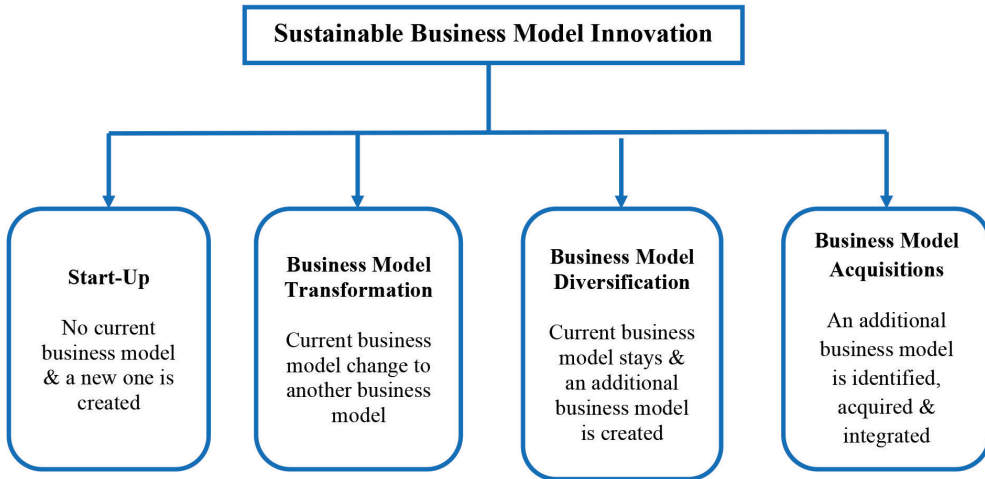 Sustainable Business Model Innovation
Start-Up
No current
business model
& a new one is
created
Business Model
Transformation
Current business
model change to
another business
model
Business Model
Diversification
Current business
model stays &
an additional
business model
is created
Business Model
Acquisitions
An additional
business model
is identified,
acquired &
integrated